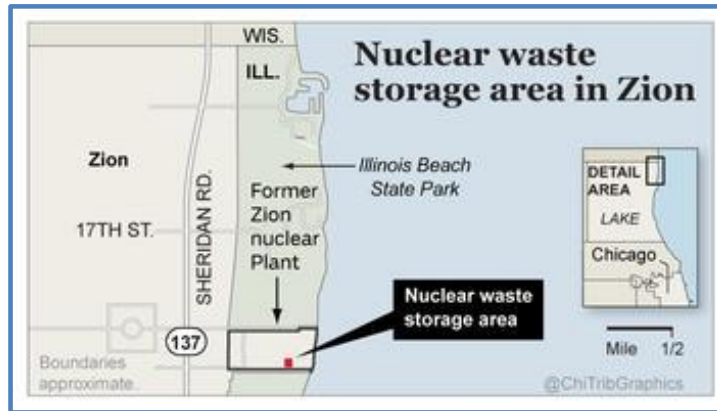 WIS.
ILL.
Nuclear waste
storage area in Zion
Zion
17TH ST.
SHERIDAN RD.
Illinois Beach
State Park
Former
Zion
nuclear
Plant
DETAIL
AREA
LAKE
Chicago
Nuclear waste
storage area
137
Mile 1/2
Boundaries
approximate.
@ChiTribGraphics